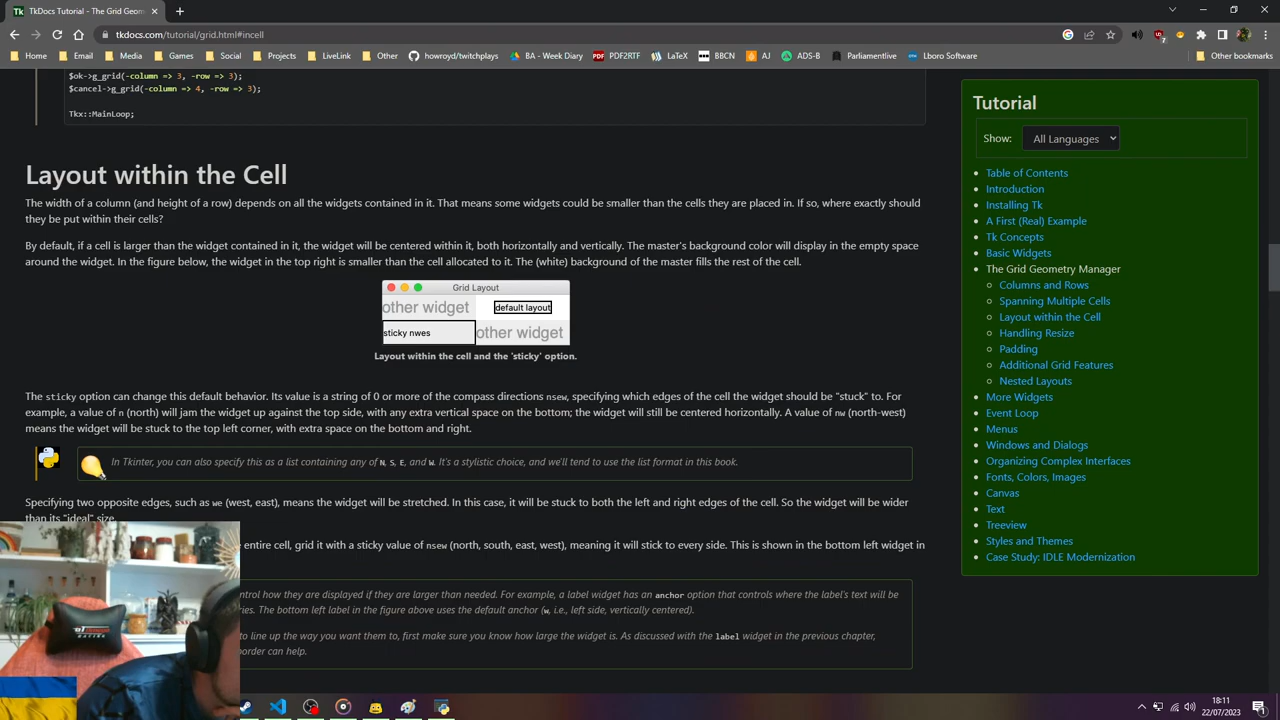 TkDocs Tutorial - The Grid Geom
tkdocs.com/tutorial/grid.html#incell
Home Email Media Games Social Projects LiveLink Other howroyd/twitchplays BA - Week Diary PDF2RTF LaTeX BBCN AJ ADS-B Parliamentlive Lboro Software Other bookmarks
$ok->g_grid(-column => 3, -row => 3);
$cancel->g_grid(-column => 4, -row => 3);
Tkx::MainLoop;
Layout within the Cell
The width of a column (and height of a row) depends on all the widgets contained in it. That means some widgets could be smaller than the cells they are placed in. If so, where exactly should
they be put within their cells?
By default, if a cell is larger than the widget contained in it, the widget will be centered within it, both horizontally and vertically. The master's background color will display in the empty space
around the widget. In the figure below, the widget in the top right is smaller than the cell allocated to it. The (white) background of the master fills the rest of the cell.
Grid Layout
other widget default layout
sticky nwes other widget
Layout within the cell and the 'sticky' option.
The sticky option can change this default behavior. Its value is a string of 0 or more of the compass directions nsew, specifying which edges of the cell the widget should be "stuck" to. For
example, a value of n (north) will jam the widget up against the top side, with any extra vertical space on the bottom; the widget will still be centered horizontally. A value of nw (north-west)
means the widget will be stuck to the top left corner, with extra space on the bottom and right.
In Tkinter, you can also specify this as a list containing any of N, S, E, and W. It's a stylistic choice, and we'll tend to use the list format in this book.
Specifying two opposite edges, such as we (west, east), means the widget will be stretched. In this case, it will be stuck to both the left and right edges of the cell. So the widget will be wider
than its "ideal" size.
entire cell, grid it with a sticky value of nsew (north, south, east, west), meaning it will stick to every side. This is shown in the bottom left widget in
ntrol how they are displayed if they are larger than needed. For example, a label widget has an anchor option that controls where the label's text will be
ries. The bottom left label in the figure above uses the default anchor (w, i.e., left side, vertically centered).
to line up the way you want them to, first make sure you know how large the widget is. As discussed with the label widget in the previous chapter,
border can help.
Tutorial
Show: All Languages
Table of Contents
Introduction
Installing Tk
A First (Real) Example
Tk Concepts
Basic Widgets
The Grid Geometry Manager
Columns and Rows
Spanning Multiple Cells
Layout within the Cell
Handling Resize
Padding
Additional Grid Features
Nested Layouts
More Widgets
Event Loop
Menus
Windows and Dialogs
Organizing Complex Interfaces
Fonts, Colors, Images
Canvas
Text
Treeview
Styles and Themes
Case Study: IDLE Modernization
18:11
22/07/2023